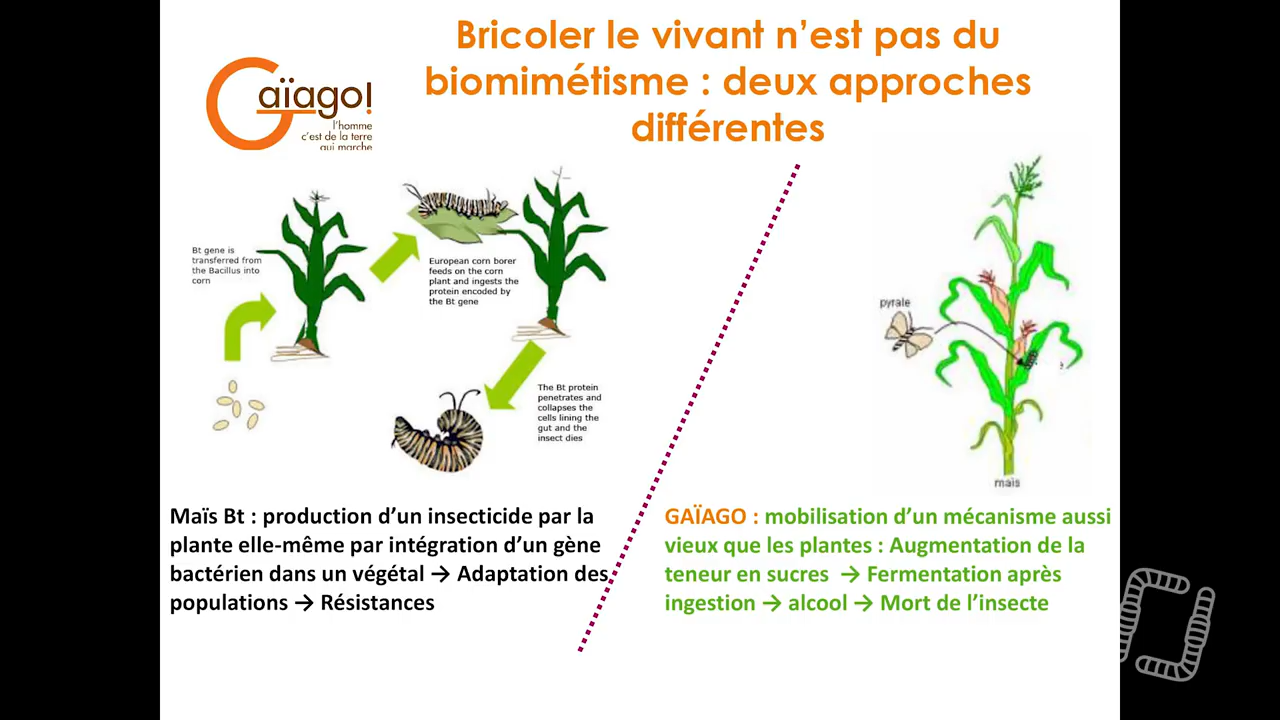 Bricoler le vivant n'est pas du
biomimétisme : deux approches
différentes
Gaïago!
l'homme
c'est de la terre
qui marche
Bt gene is
transferred from
the Bacillus into
corn
European corn borer
feeds on the corn
plant and ingests the
protein encoded by
the Bt gene
The Bt protein
penetrates and
collapses the
cells lining the
gut and the
insect dies
pyrale
maïs
Maïs Bt : production d'un insecticide par la
plante elle-même par intégration d'un gène
bactérien dans un végétal → Adaptation des
populations → Résistances
GAÏAGO : mobilisation d'un mécanisme aussi
vieux que les plantes : Augmentation de la
teneur en sucres → Fermentation après
ingestion → alcool → Mort de l'insecte